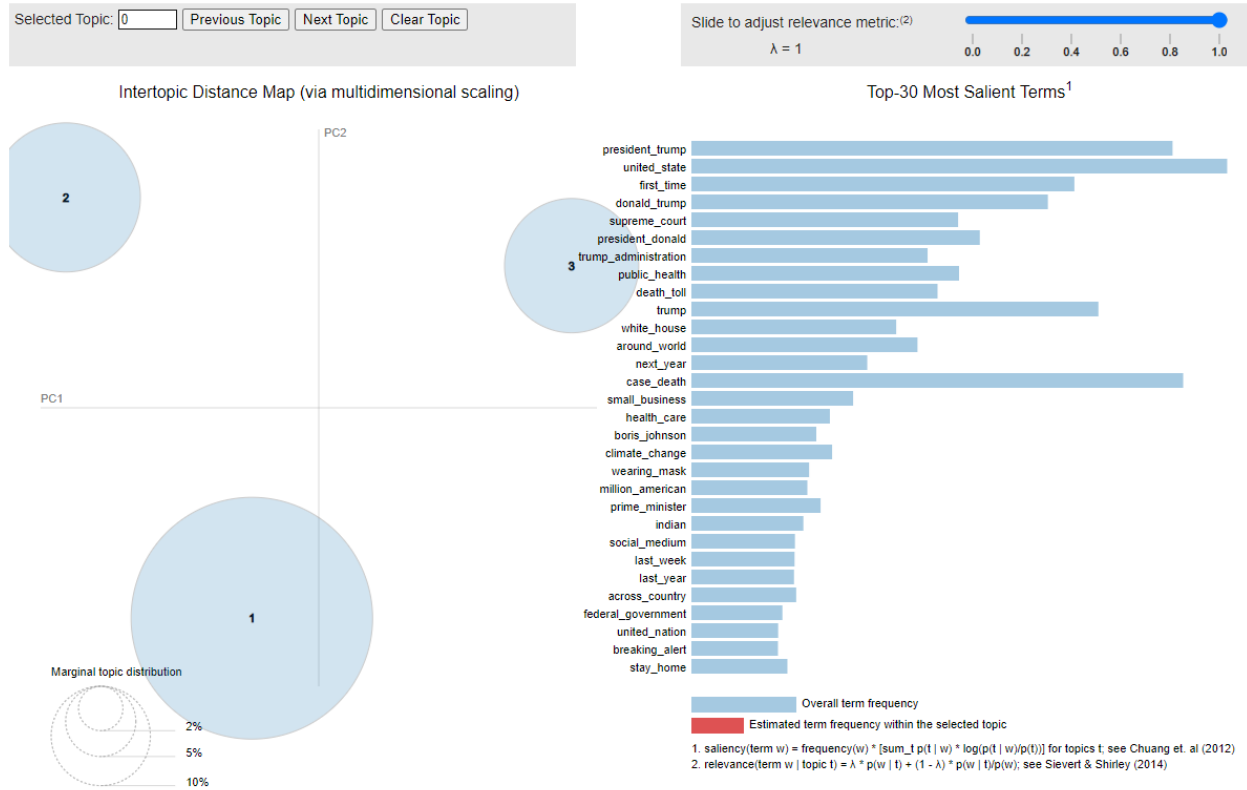 Selected Topic: 0 Previous Topic Next Topic Clear Topic
Slide to adjust relevance metric:(2)
λ = 1
0.0 0.2 0.4 0.6 0.8 1.0
Intertopic Distance Map (via multidimensional scaling)
PC2
2
3
PC1
1
Marginal topic distribution
2%
5%
10%
Top-30 Most Salient Terms1
president_trump
united_state
first_time
donald_trump
supreme_court
president_donald
trump_administration
public_health
death_toll
trump
white_house
around_world
next_year
case_death
small_business
health_care
boris_johnson
climate_change
wearing_mask
million_american
prime_minister
indian
social_medium
last_week
last_year
across_country
federal_government
united_nation
breaking_alert
stay_home
Overall term frequency
Estimated term frequency within the selected topic
1. saliency(term w) = frequency(w) * [sum_t p(t | w) * log(p(t | w)/p(t))] for topics t; see Chuang et. al (2012)
2. relevance(term w | topic t) = λ * p(w | t) + (1 - λ) * p(w | t)/p(w); see Sievert & Shirley (2014)